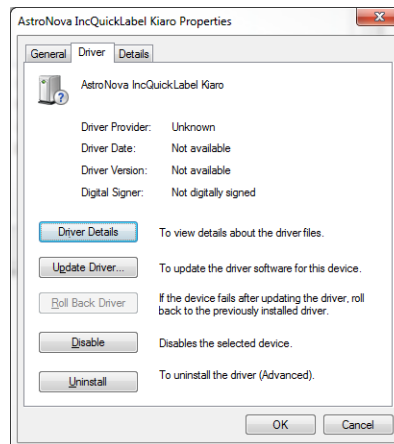 AstroNova IncQuickLabel Kiaro Properties
General
Driver
Details
AstroNova IncQuickLabel Kiaro
Driver Provider: Unknown
Driver Date: Not available
Driver Version: Not available
Digital Signer: Not digitally signed
Driver Details
To view details about the driver files.
Update Driver...
To update the driver software for this device.
Roll Back Driver
If the device fails after updating the driver, roll
back to the previously installed driver.
Disable
Disables the selected device.
Uninstall
To uninstall the driver (Advanced).
OK
Cancel